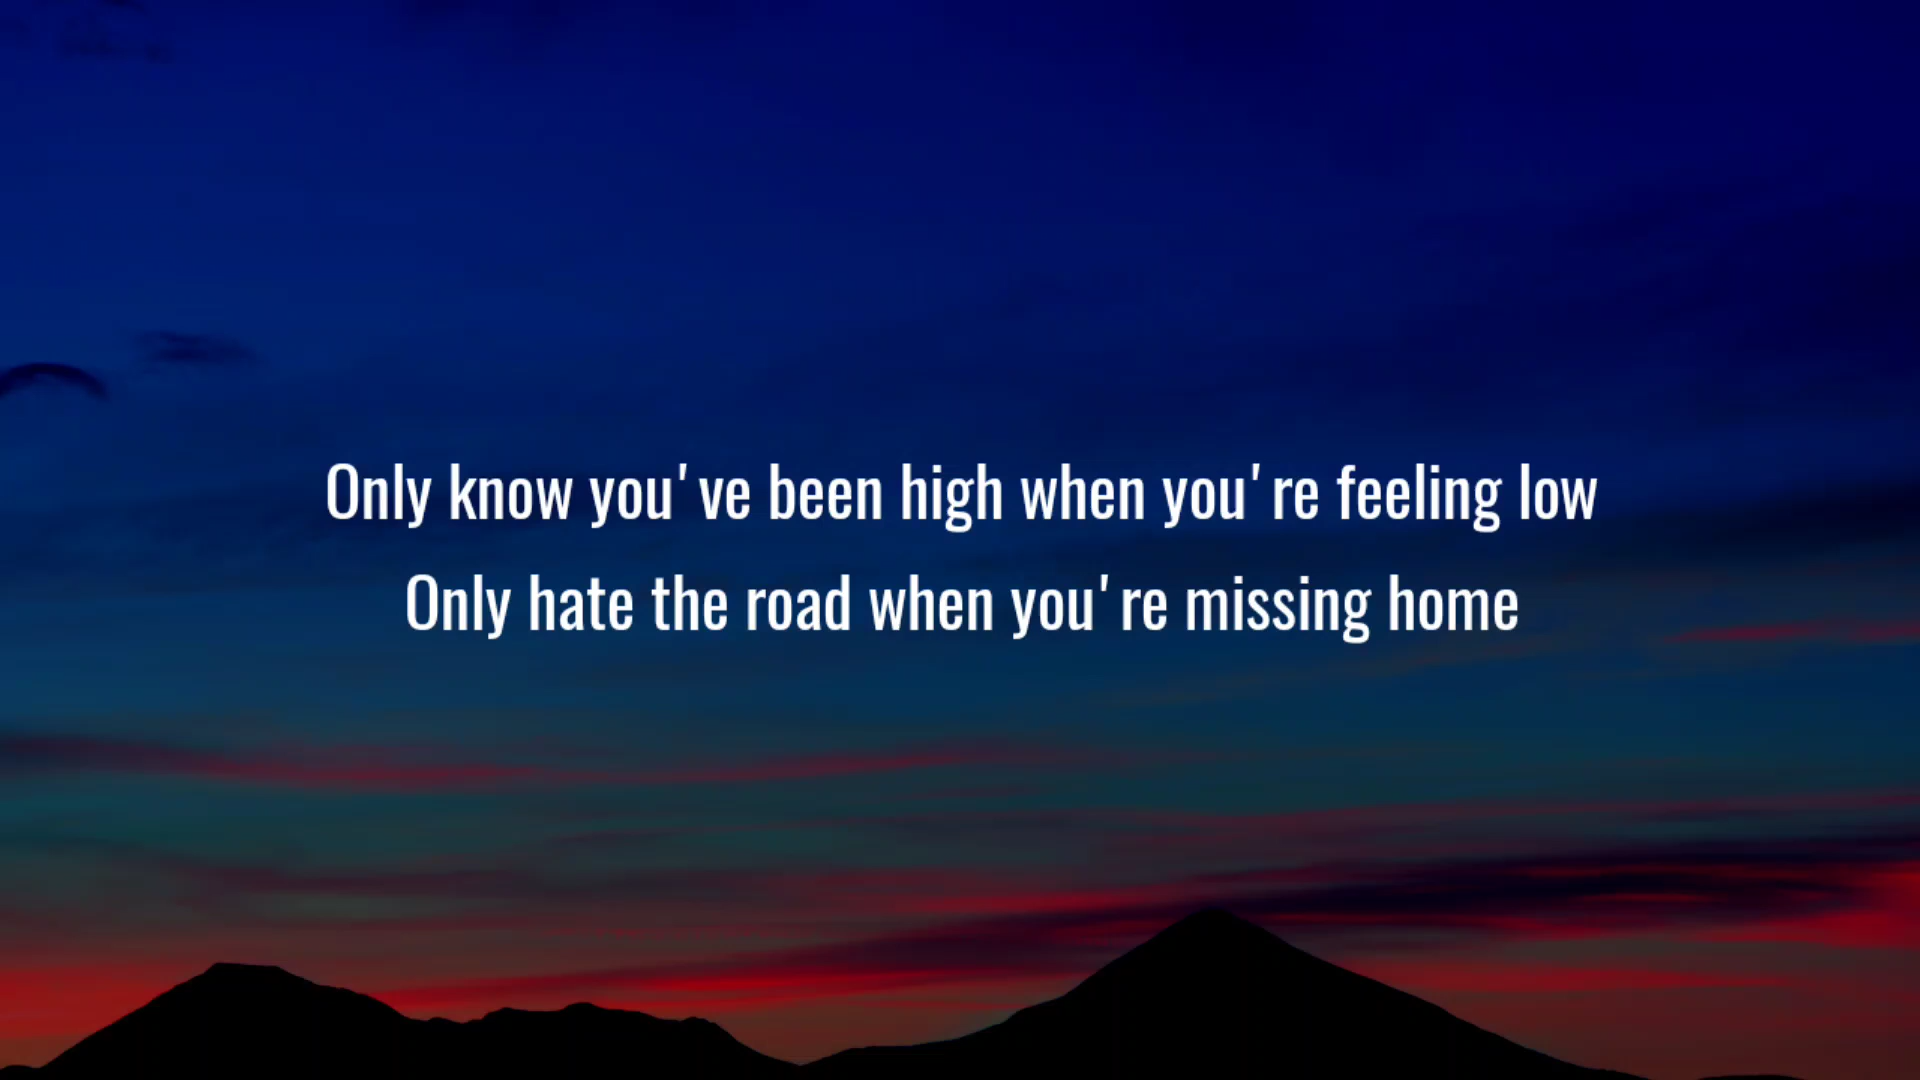 Only know you've been high when you're feeling low
Only hate the road when you're missing home